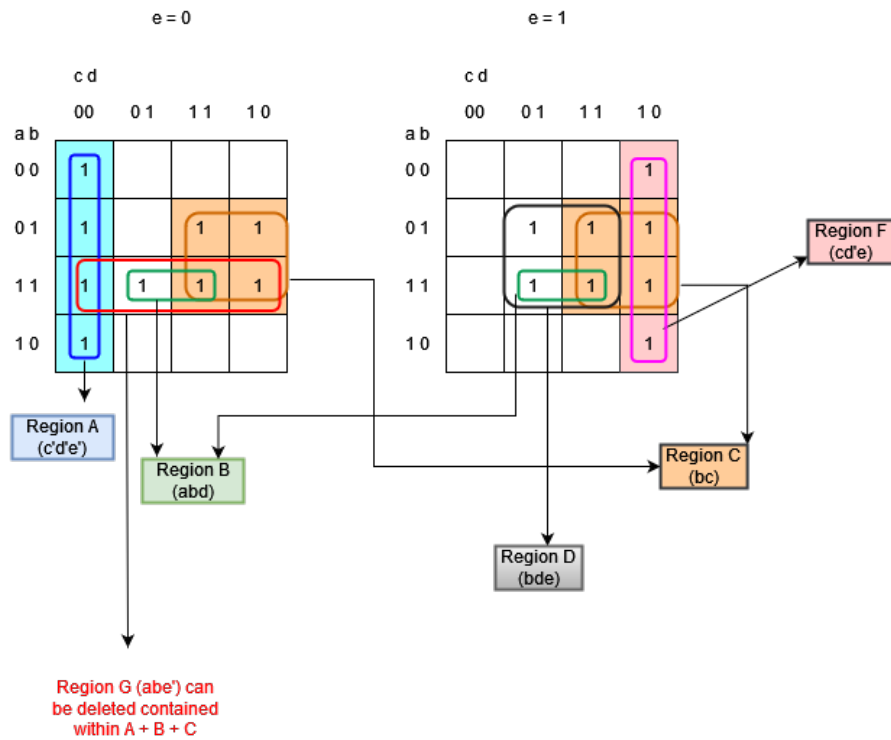 e = 0
e = 1
c d
c d
00 0 1 1 1 1 0
00 0 1 1 1 1 0
a b
a b
0 0 1 1
0 0
0 1 1 1 1 1 1 1
0 1
1 1 1 1 1 1 1 1 1
1 1
1 0 1 1
1 0
Region F
(cd'e)
Region A
(c'd'e')
Region B
(abd)
Region C
(bc)
Region D
(bde)
Region G (abe') can
be deleted contained
within A + B + C